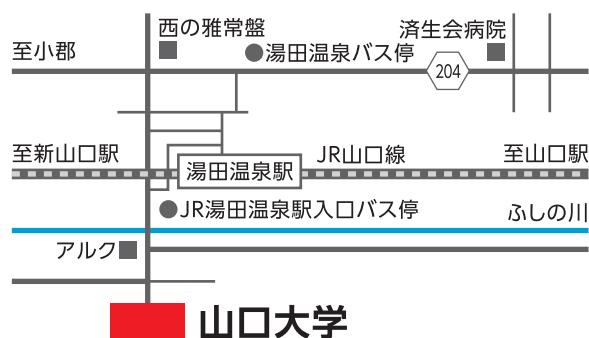 西の雅常盤
済生会病院
至小郡
湯田温泉バス停
204
至新山口駅
JR山口線
至山口駅
湯田温泉駅
JR湯田温泉駅入口バス停
ふしの川
アルク
山口大学